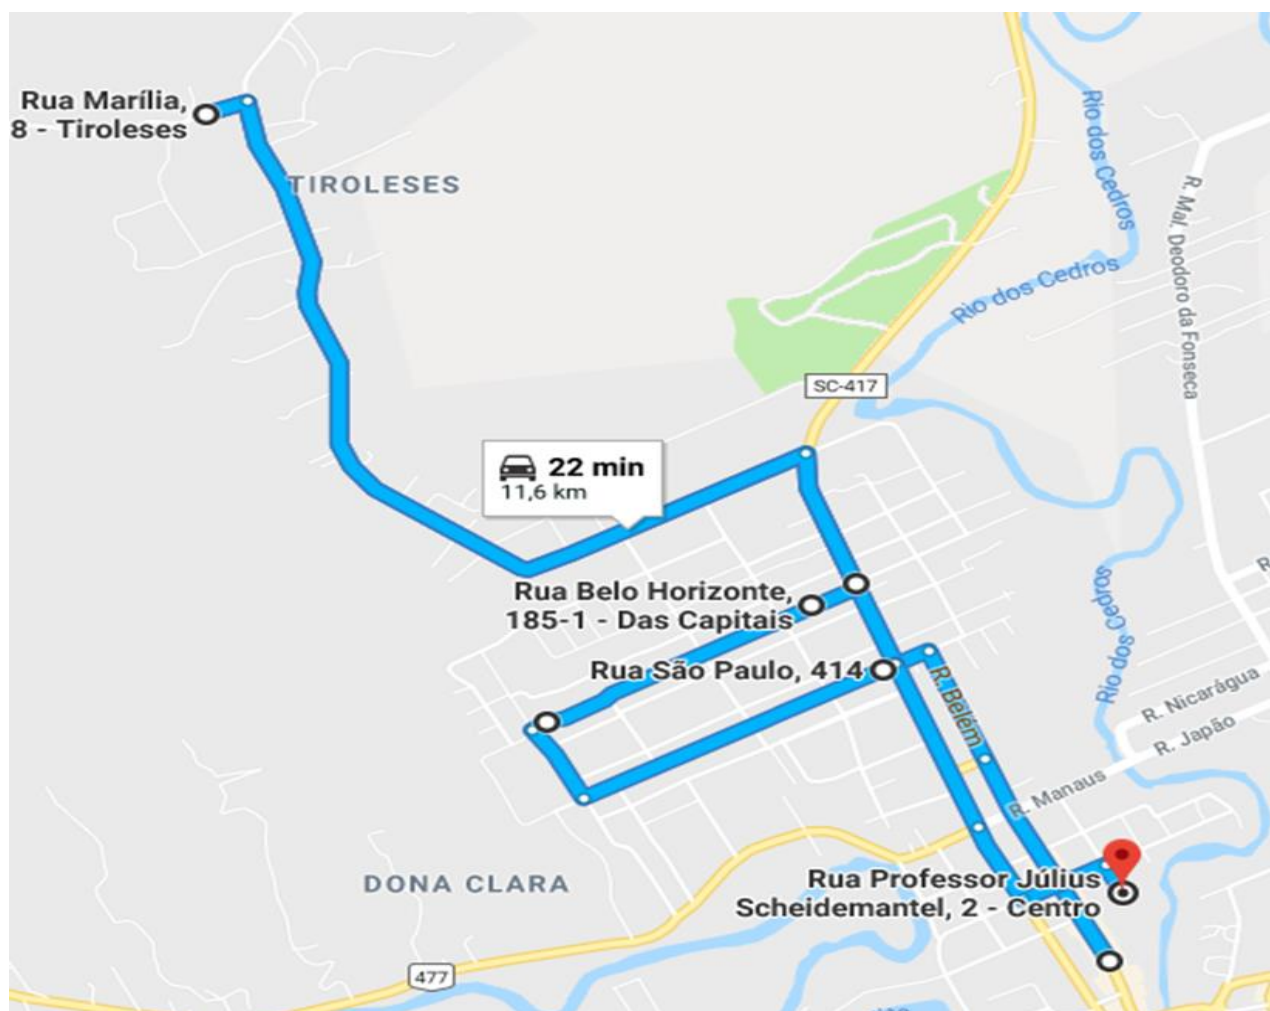 Rua Marília,
8 - Tiroleses
TIROLESES
Rio dos Cedros
R. Mal. Deodoro da Fonseca
Rio dos Cedros
SC-417
22 min
11,6 km
Rua Belo Horizonte,
185-1 - Das Capitais
Rio dos Cedros
Rua São Paulo, 414
R. Belém
R. Nicarágua
R. Japão
R. Manaus
DONA CLARA
Rua Professor Július
Scheidemantel, 2 - Centro
477